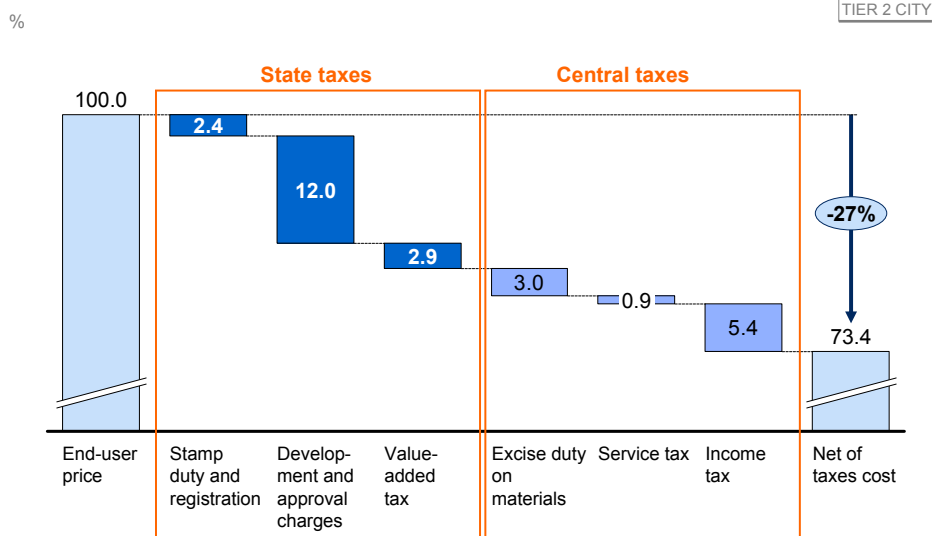 %
TIER 2 CITY
State taxes
Central taxes
100.0
2.4
12.0
2.9
3.0
0.9
5.4
-27%
73.4
End-user
price
Stamp
duty and
registration
Develop-
ment and
approval
charges
Value-
added
tax
Excise duty
on
materials
Service tax
Income
tax
Net of
taxes cost